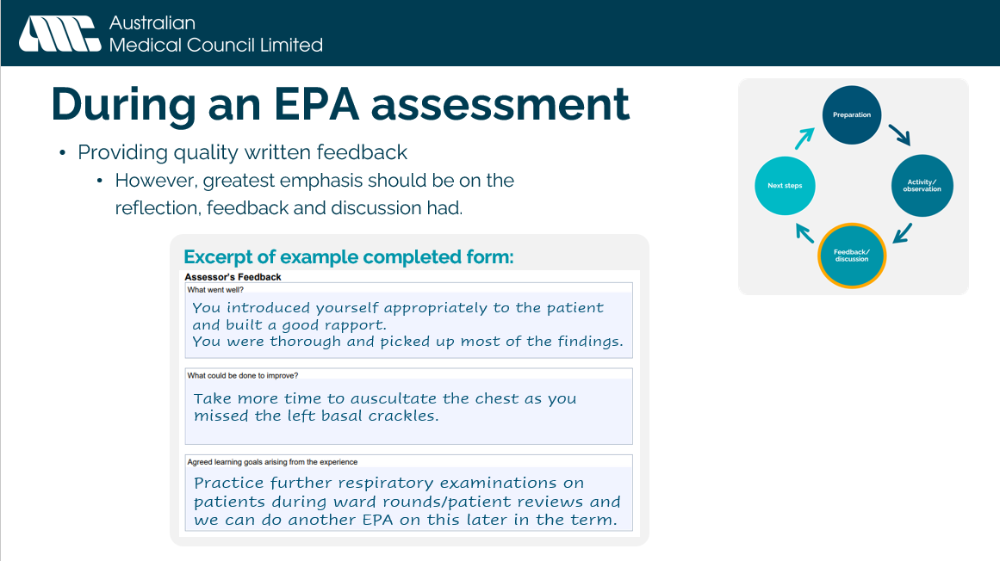 Australian
Medical Council Limited
During an EPA assessment
• Providing quality written feedback
• However, greatest emphasis should be on the
reflection, feedback and discussion had.
Excerpt of example completed form:
Assessor's Feedback
What went well?
You introduced yourself appropriately to the patient
and built a good rapport.
You were thorough and picked up most of the findings.
What could be done to improve?
Take more time to auscultate the chest as you
missed the left basal crackles.
Agreed learning goals arising from the experience
Practice further respiratory examinations on
patients during ward rounds/patient reviews and
we can do another EPA on this later in the term.
Preparation
Activity/
observation
Feedback/
discussion
Next steps